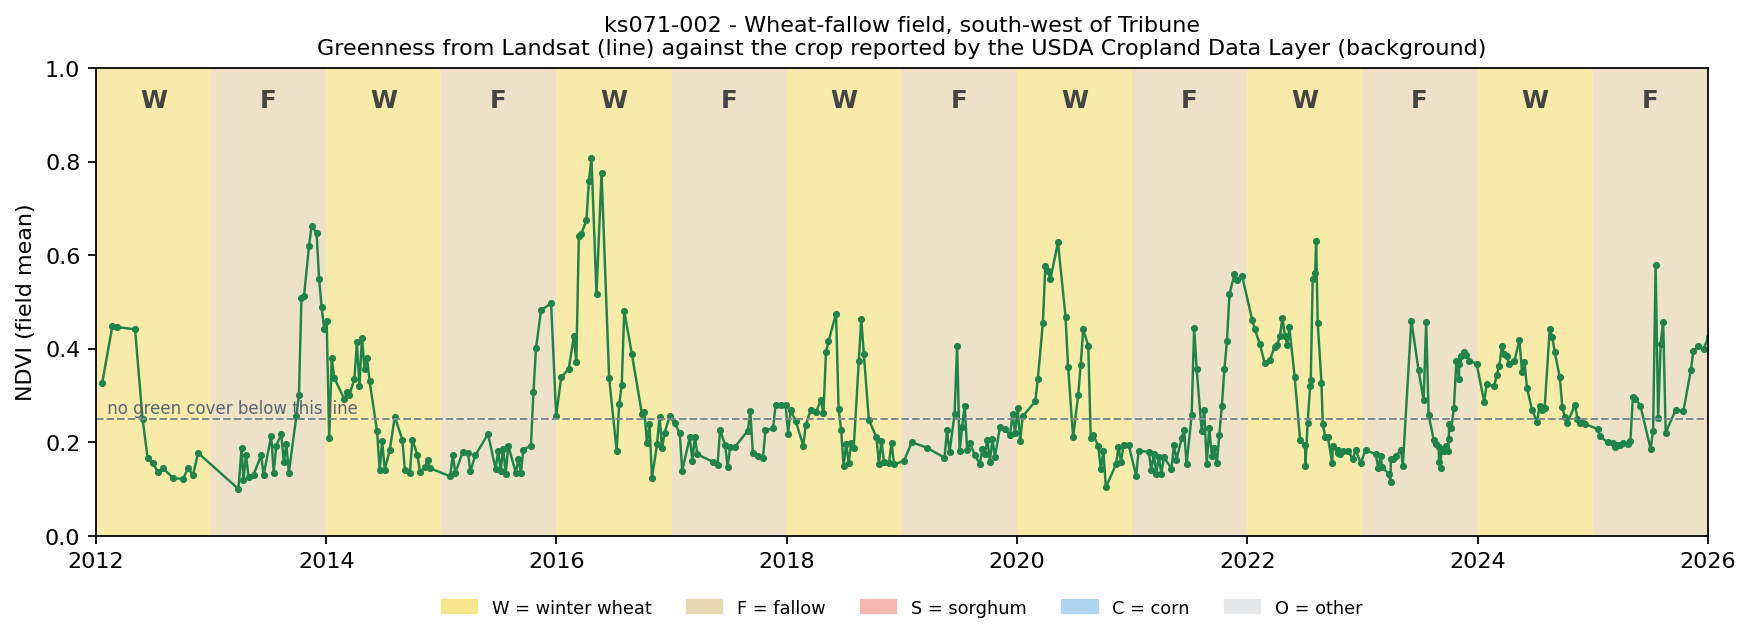 ks071-002 - Wheat-fallow field, south-west of Tribune
Greenness from Landsat (line) against the crop reported by the USDA Cropland Data Layer (background)
NDVI (field mean)
1.0
0.8
0.6
0.4
0.2
0.0
W F W F W F W F W F W F W F
no green cover below this line
2012 2014 2016 2018 2020 2022 2024 2026
W = winter wheat F = fallow S = sorghum C = corn O = other